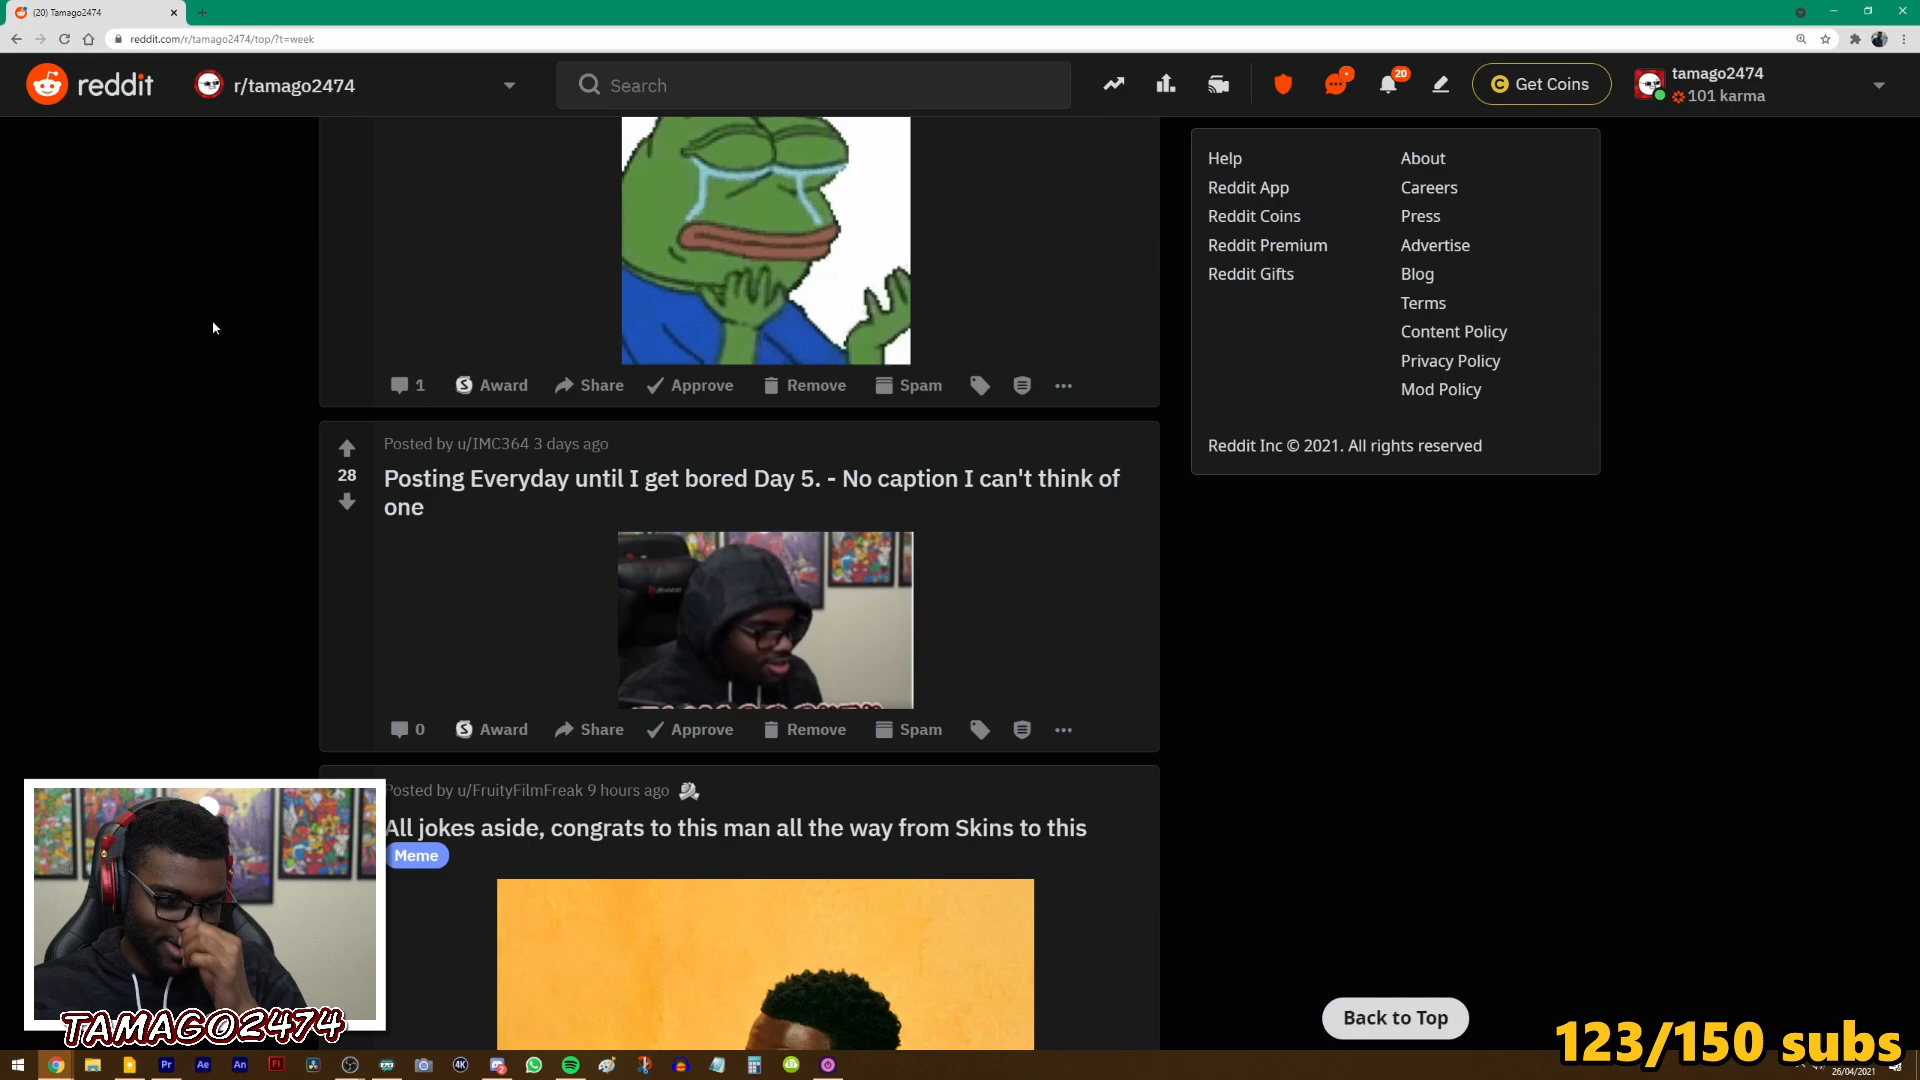 (20) Tamago2474
reddit.com/r/tamago2474/top/?t=week
reddit
r/tamago2474
Search
20
Get Coins
tamago2474
101 karma
Help
About
Reddit App
Careers
Reddit Coins
Press
Reddit Premium
Advertise
Reddit Gifts
Blog
Terms
Content Policy
Privacy Policy
Mod Policy
Reddit Inc © 2021. All rights reserved
1 Award Share Approve Remove Spam
Posted by u/IMC364 3 days ago
28
Posting Everyday until I get bored Day 5. - No caption I can't think of
one
0 Award Share Approve Remove Spam
Posted by u/FruityFilmFreak 9 hours ago
All jokes aside, congrats to this man all the way from Skins to this
Meme
Back to Top
TAMAGO2474
123/150 subs
Pr
Ae
An
Fl
4K
26/04/2021